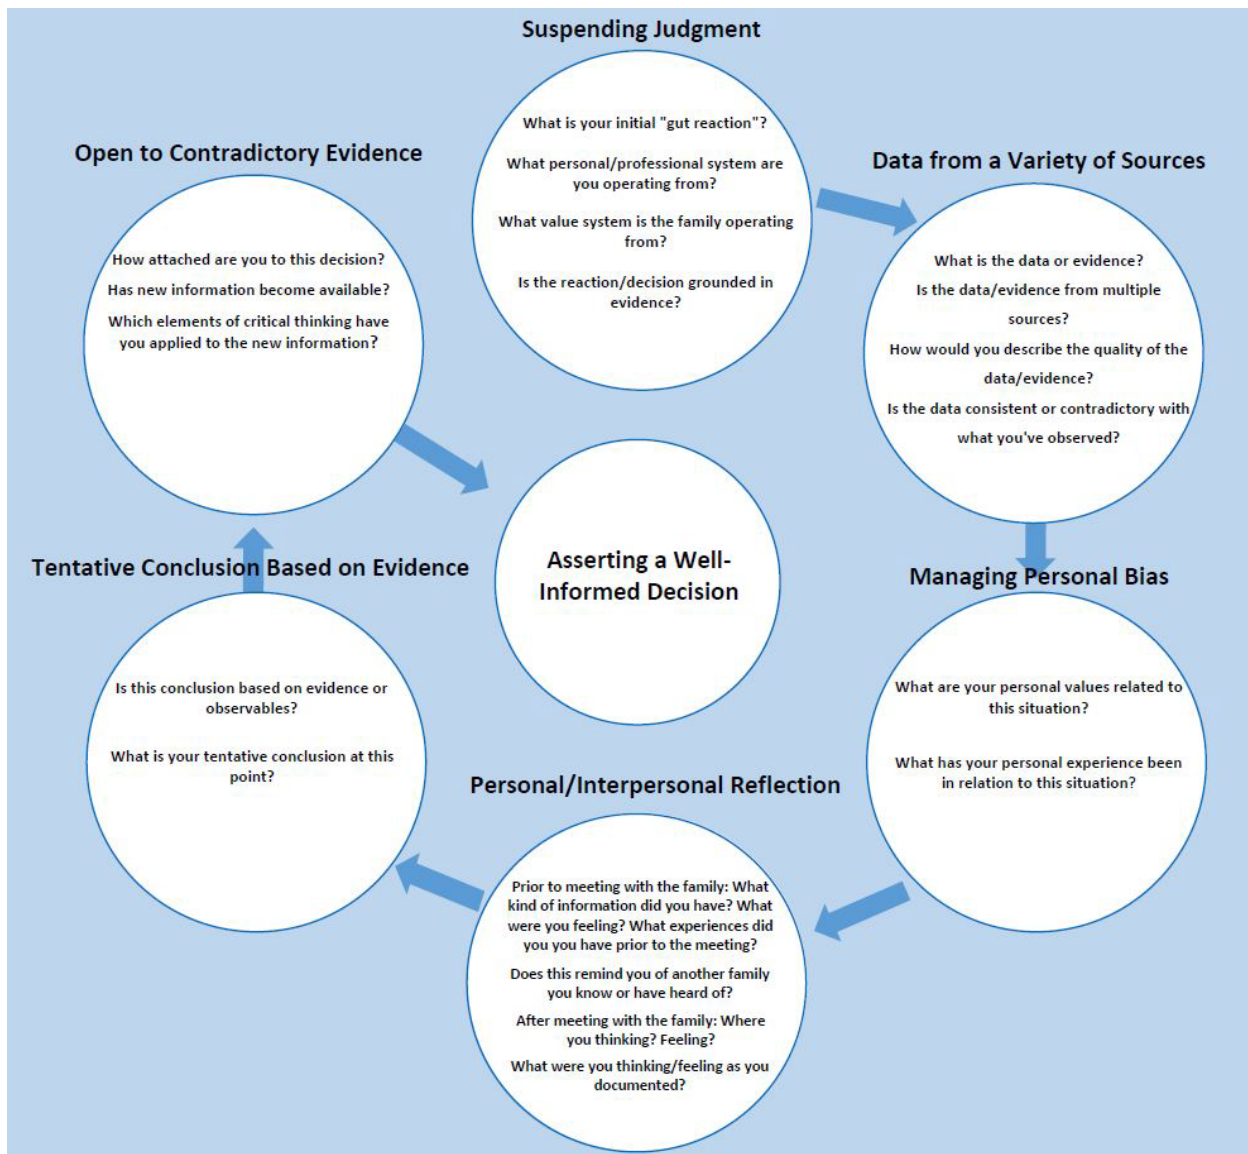 Suspending Judgment
What is your initial "gut reaction"?
What personal/professional system are
you operating from?
What value system is the family operating
from?
Is the reaction/decision grounded in
evidence?
Data from a Variety of Sources
What is the data or evidence?
Is the data/evidence from multiple
sources?
How would you describe the quality of the
data/evidence?
Is the data consistent or contradictory with
what you've observed?
Managing Personal Bias
What are your personal values related to
this situation?
What has your personal experience been
in relation to this situation?
Personal/Interpersonal Reflection
Prior to meeting with the family: What
kind of information did you have? What
were you feeling? What experiences did
you you have prior to the meeting?
Does this remind you of another family
you know or have heard of?
After meeting with the family: Where
you thinking? Feeling?
What were you thinking/feeling as you
documented?
Tentative Conclusion Based on Evidence
Is this conclusion based on evidence or
observables?
What is your tentative conclusion at this
point?
Open to Contradictory Evidence
How attached are you to this decision?
Has new information become available?
Which elements of critical thinking have
you applied to the new information?
Asserting a Well-
Informed Decision